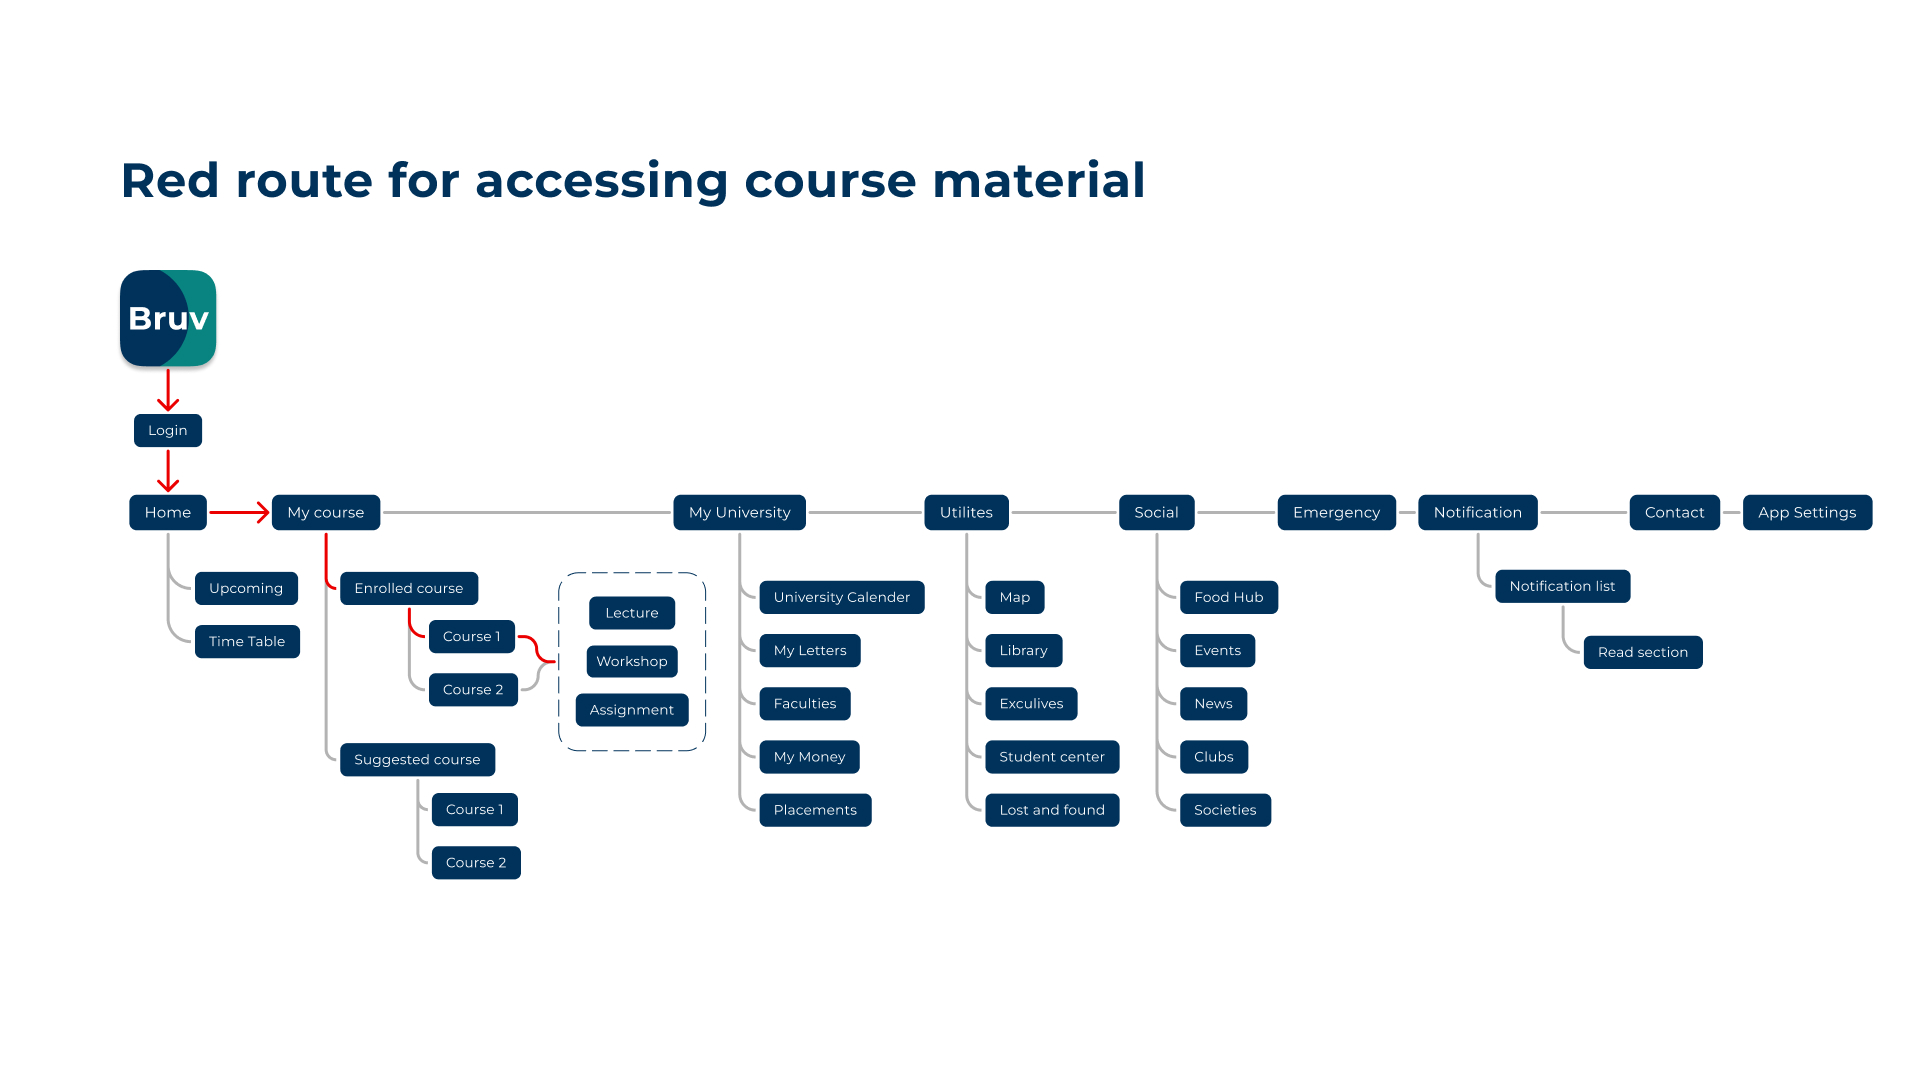 Red route for accessing course material
Bruv
Login
Home
My course
My University
Utilites
Social
Emergency
Notification
Contact
App Settings
Upcoming
Time Table
Enrolled course
Course 1
Course 2
Suggested course
Course 1
Course 2
Lecture
Workshop
Assignment
University Calender
My Letters
Faculties
My Money
Placements
Map
Library
Exculives
Student center
Lost and found
Food Hub
Events
News
Clubs
Societies
Notification list
Read section